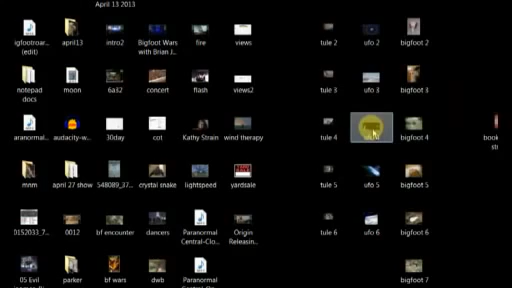 April 13 2013
igfootroar... april13 intro2 Bigfoot Wars fire views tule 2 ufo 2 bigfoot 2
(edit) with Brian J...
notepad moon 6a32 concert flash views2 tule 3 ufo 3 bigfoot 3
docs
aranormal... audacity-w... 30day cot Kathy Strain wind therapy tule 4 bigfoot 4 book
mnm april 27 show 548089_37... crystal snake lightspeed yardsale tule 5 ufo 5 bigfoot 5
0152033_7... 0012 bf encounter dancers Paranormal Origin tule 6 ufo 6 bigfoot 6
Central-Clo... Releasin...
05 Evil parker bf wars dwb Paranormal bigfoot 7